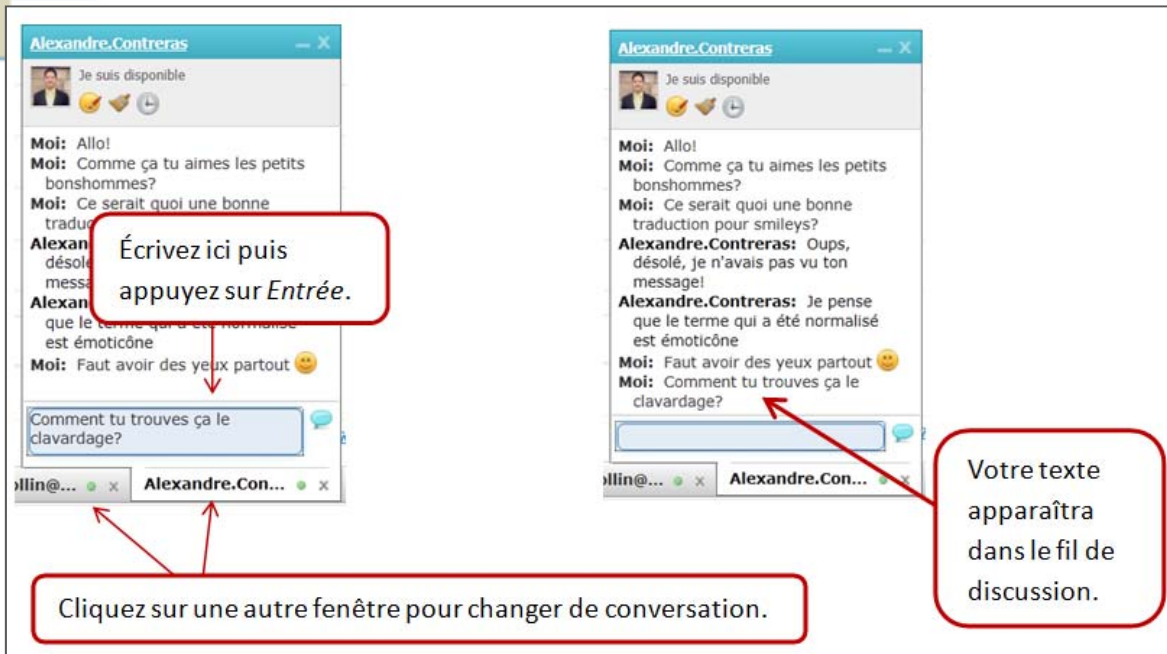 Alexandre.Contreras
Je suis disponible
Moi: Allo!
Moi: Comme ça tu aimes les petits
bonshommes?
Moi: Ce serait quoi une bonne
traduc
Alexan
désolé
messa
Alexan
que le terme qui a été normalisé
est émoticône
Moi: Faut avoir des yeux partout
Écrivez ici puis
appuyez sur Entrée.
Comment tu trouves ça le
clavardage?
ollin@... x Alexandre.Con... x
Cliquez sur une autre fenêtre pour changer de conversation.
Alexandre.Contreras
Je suis disponible
Moi: Allo!
Moi: Comme ça tu aimes les petits
bonshommes?
Moi: Ce serait quoi une bonne
traduction pour smileys?
Alexandre.Contreras: Oups,
désolé, je n'avais pas vu ton
message!
Alexandre.Contreras: Je pense
que le terme qui a été normalisé
est émoticône
Moi: Faut avoir des yeux partout
Moi: Comment tu trouves ça le
clavardage?
ollin@... x Alexandre.Con... x
Votre texte
apparaîtra
dans le fil de
discussion.